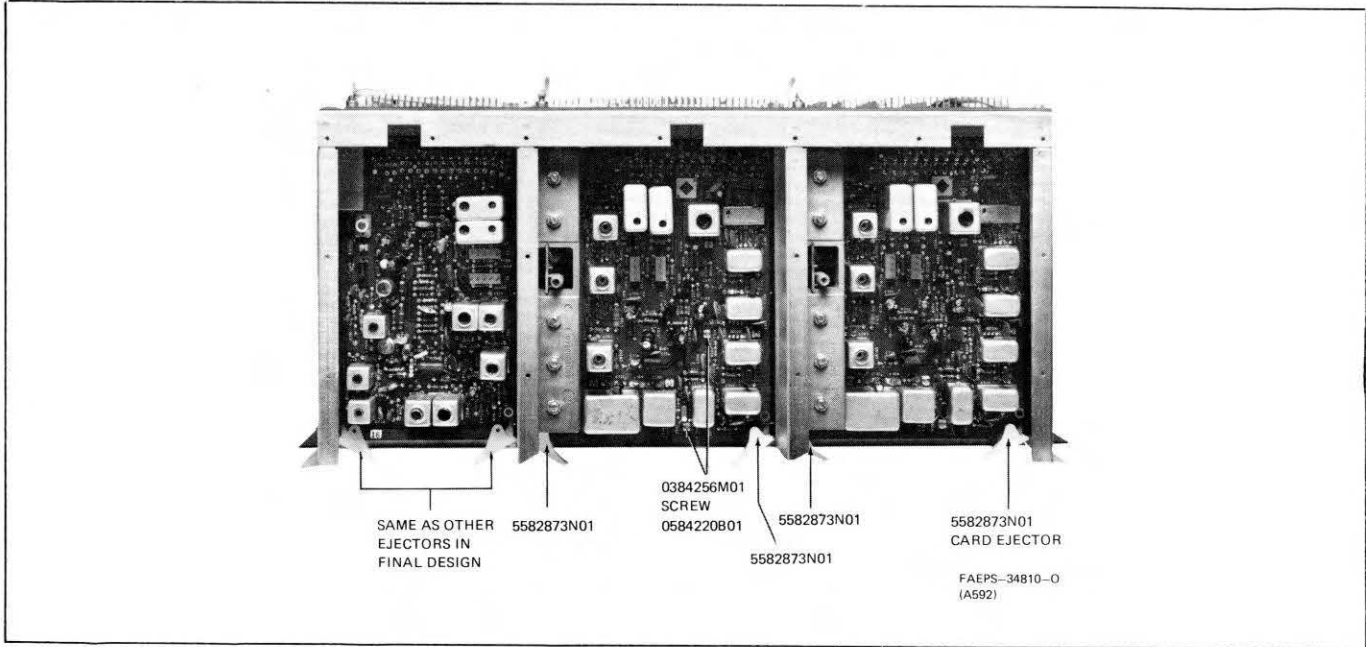 16
SAME AS OTHER
EJECTORS IN
FINAL DESIGN
5582873N01
0384256M01
SCREW
0584220B01
5582873N01
5582873N01
5582873N01
CARD EJECTOR
FAEPS-34810-O
(A592)